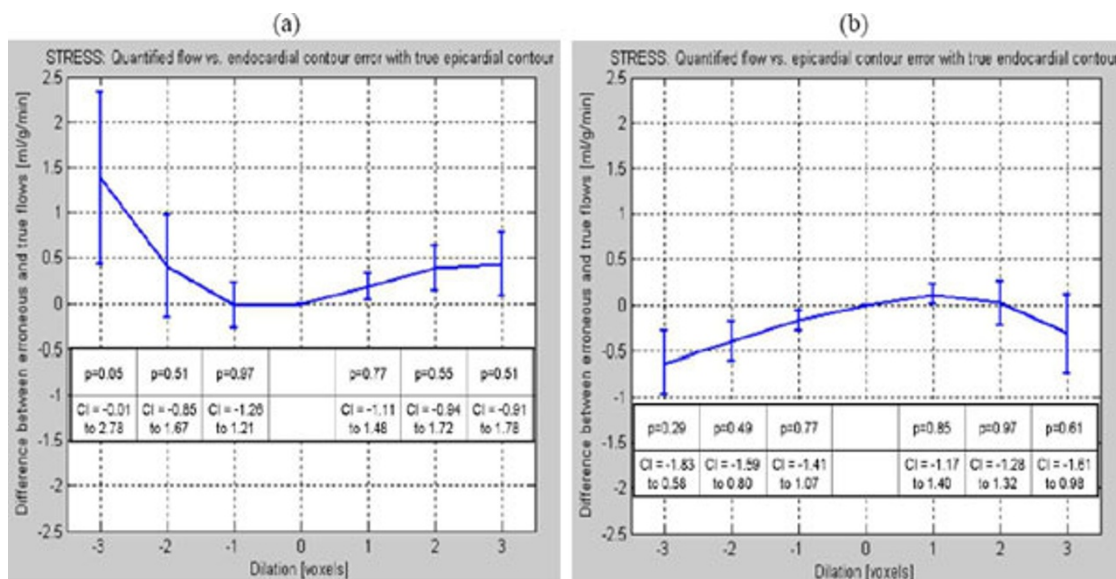 (a)
STRESS: Quantified flow vs. endocardial contour error with true epicardial contour
Difference between erroneous and true flows [ml/g/min]
2.5
2
1.5
1
0.5
0
-0.5
-1
-1.5
-2
-2.5
p=0.05 p=0.51 p=0.97 p=0.77 p=0.55 p=0.51
CI = -0.01 CI = -0.85 CI = -1.26 CI = -1.11 CI = -0.94 CI = -0.91
to 2.78 to 1.67 to 1.21 to 1.48 to 1.72 to 1.78
-3 -2 -1 0 1 2 3
Dilation [voxels]
(b)
STRESS: Quantified flow vs. epicardial contour error with true endocardial contour
Difference between erroneous and true flows [ml/g/min]
2.5
2
1.5
1
0.5
0
-0.5
-1
-1.5
-2
-2.5
p=0.29 p=0.49 p=0.77 p=0.85 p=0.97 p=0.61
CI = -1.83 CI = -1.59 CI = -1.41 CI = -1.17 CI = -1.28 CI = -1.61
to 0.58 to 0.80 to 1.07 to 1.40 to 1.32 to 0.98
-3 -2 -1 0 1 2 3
Dilation [voxels]